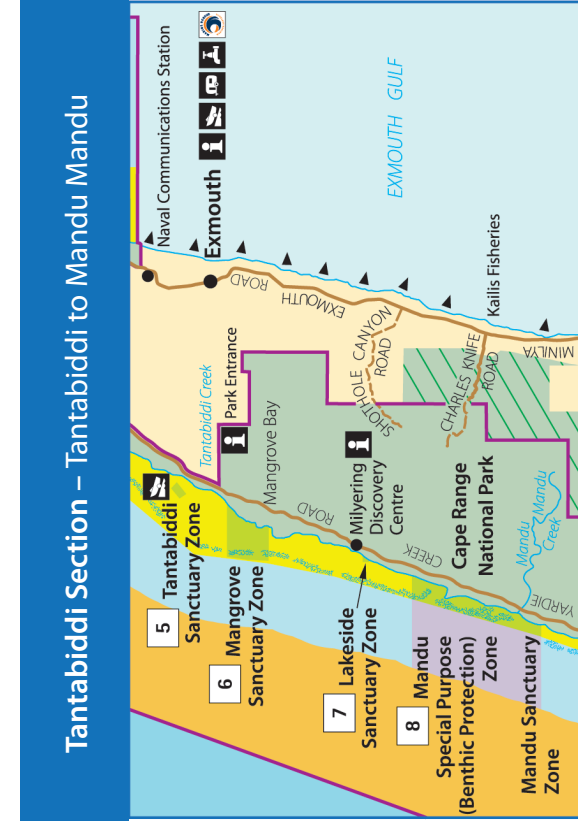 Tantabiddi Section – Tantabiddi to Mandu Mandu
Naval Communications Station
Exmouth
EXMOUTH GULF
EXMOUTH
ROAD
Tantabiddi Creek
Park Entrance
Mangrove Bay
SHOTHOLE CANYON
ROAD
Kailis Fisheries
CHARLES KNIFE
ROAD
MINILYA
5
Tantabiddi
Sanctuary Zone
6
Mangrove
Sanctuary Zone
ROAD
Milyering
Discovery
Centre
CREEK
YARDIE
Cape Range
National Park
Mandu Mandu
Creek
7
Lakeside
Sanctuary Zone
8
Mandu
Special Purpose
(Benthic Protection)
Zone
Mandu Sanctuary
Zone